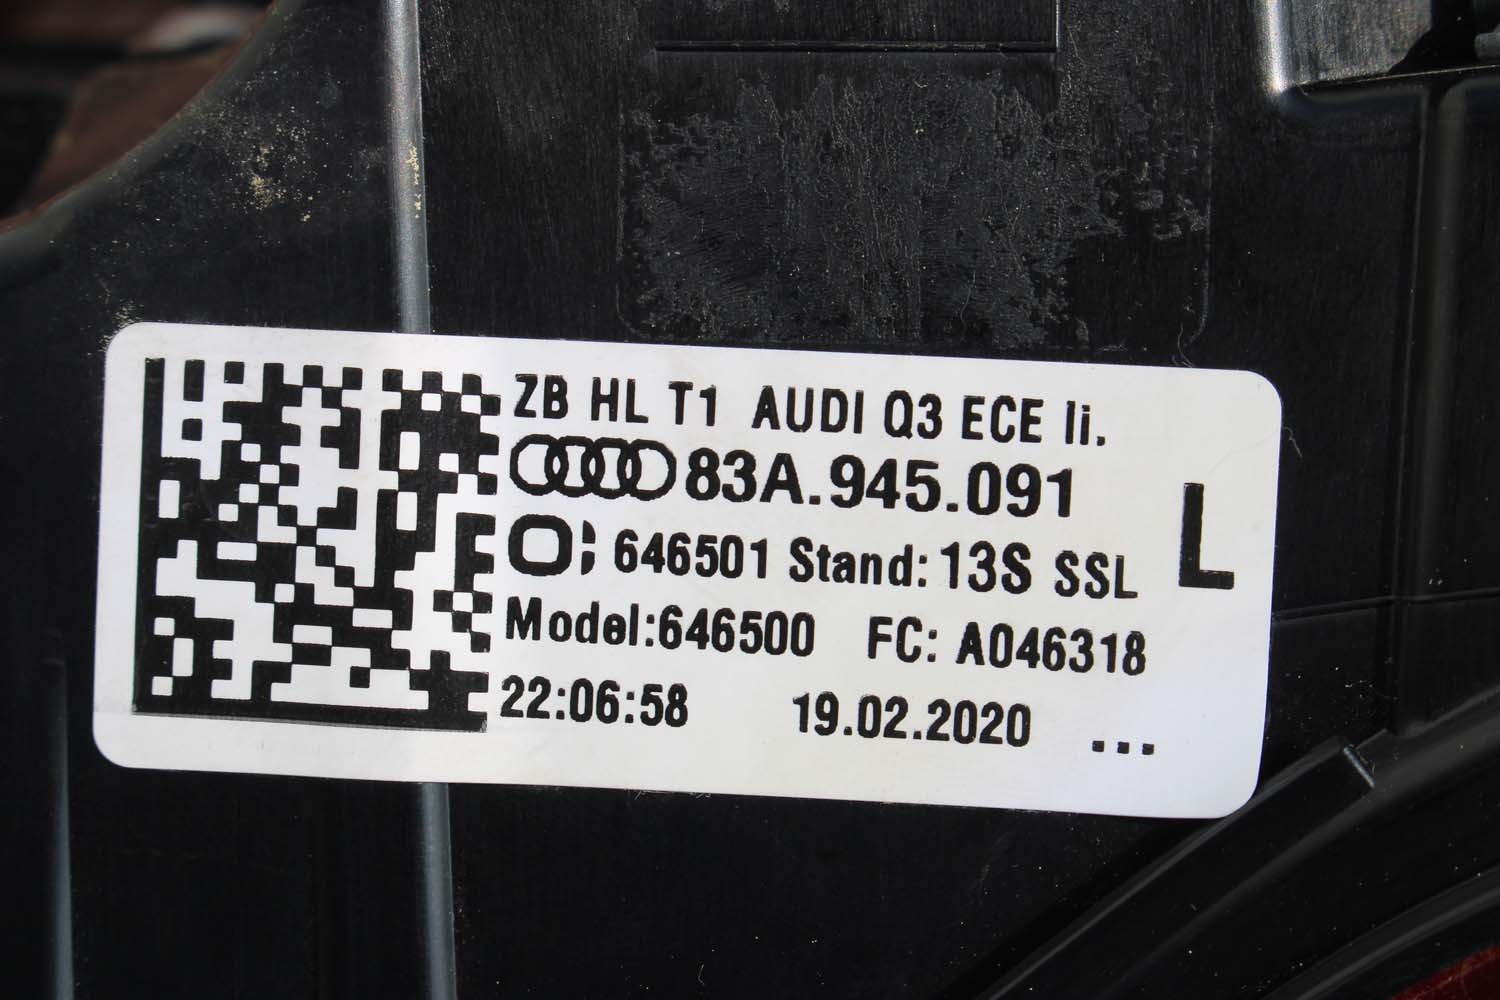 ZB HL T1 AUDI Q3 ECE li.
83A.945.091
L
646501 Stand: 13S SSL
Model:646500 FC: A046318
22:06:58 19.02.2020 ...